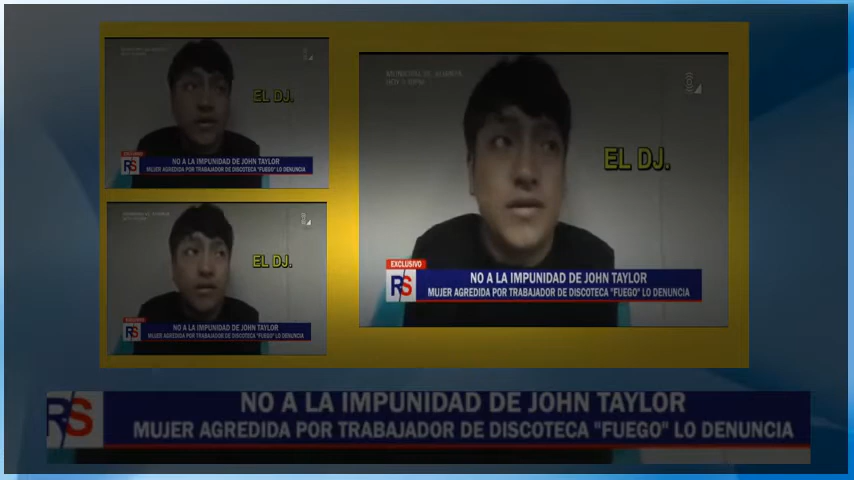 EL DJ.
NO A LA IMPUNIDAD DE JOHN TAYLOR
MUJER AGREDIDA POR TRABAJADOR DE DISCOTECA "FUEGO" LO DENUNCIA
EL DJ.
NO A LA IMPUNIDAD DE JOHN TAYLOR
MUJER AGREDIDA POR TRABAJADOR DE DISCOTECA "FUEGO" LO DENUNCIA
EL DJ.
EXCLUSIVO
RS
NO A LA IMPUNIDAD DE JOHN TAYLOR
MUJER AGREDIDA POR TRABAJADOR DE DISCOTECA "FUEGO" LO DENUNCIA
RS
NO A LA IMPUNIDAD DE JOHN TAYLOR
MUJER AGREDIDA POR TRABAJADOR DE DISCOTECA "FUEGO" LO DENUNCIA